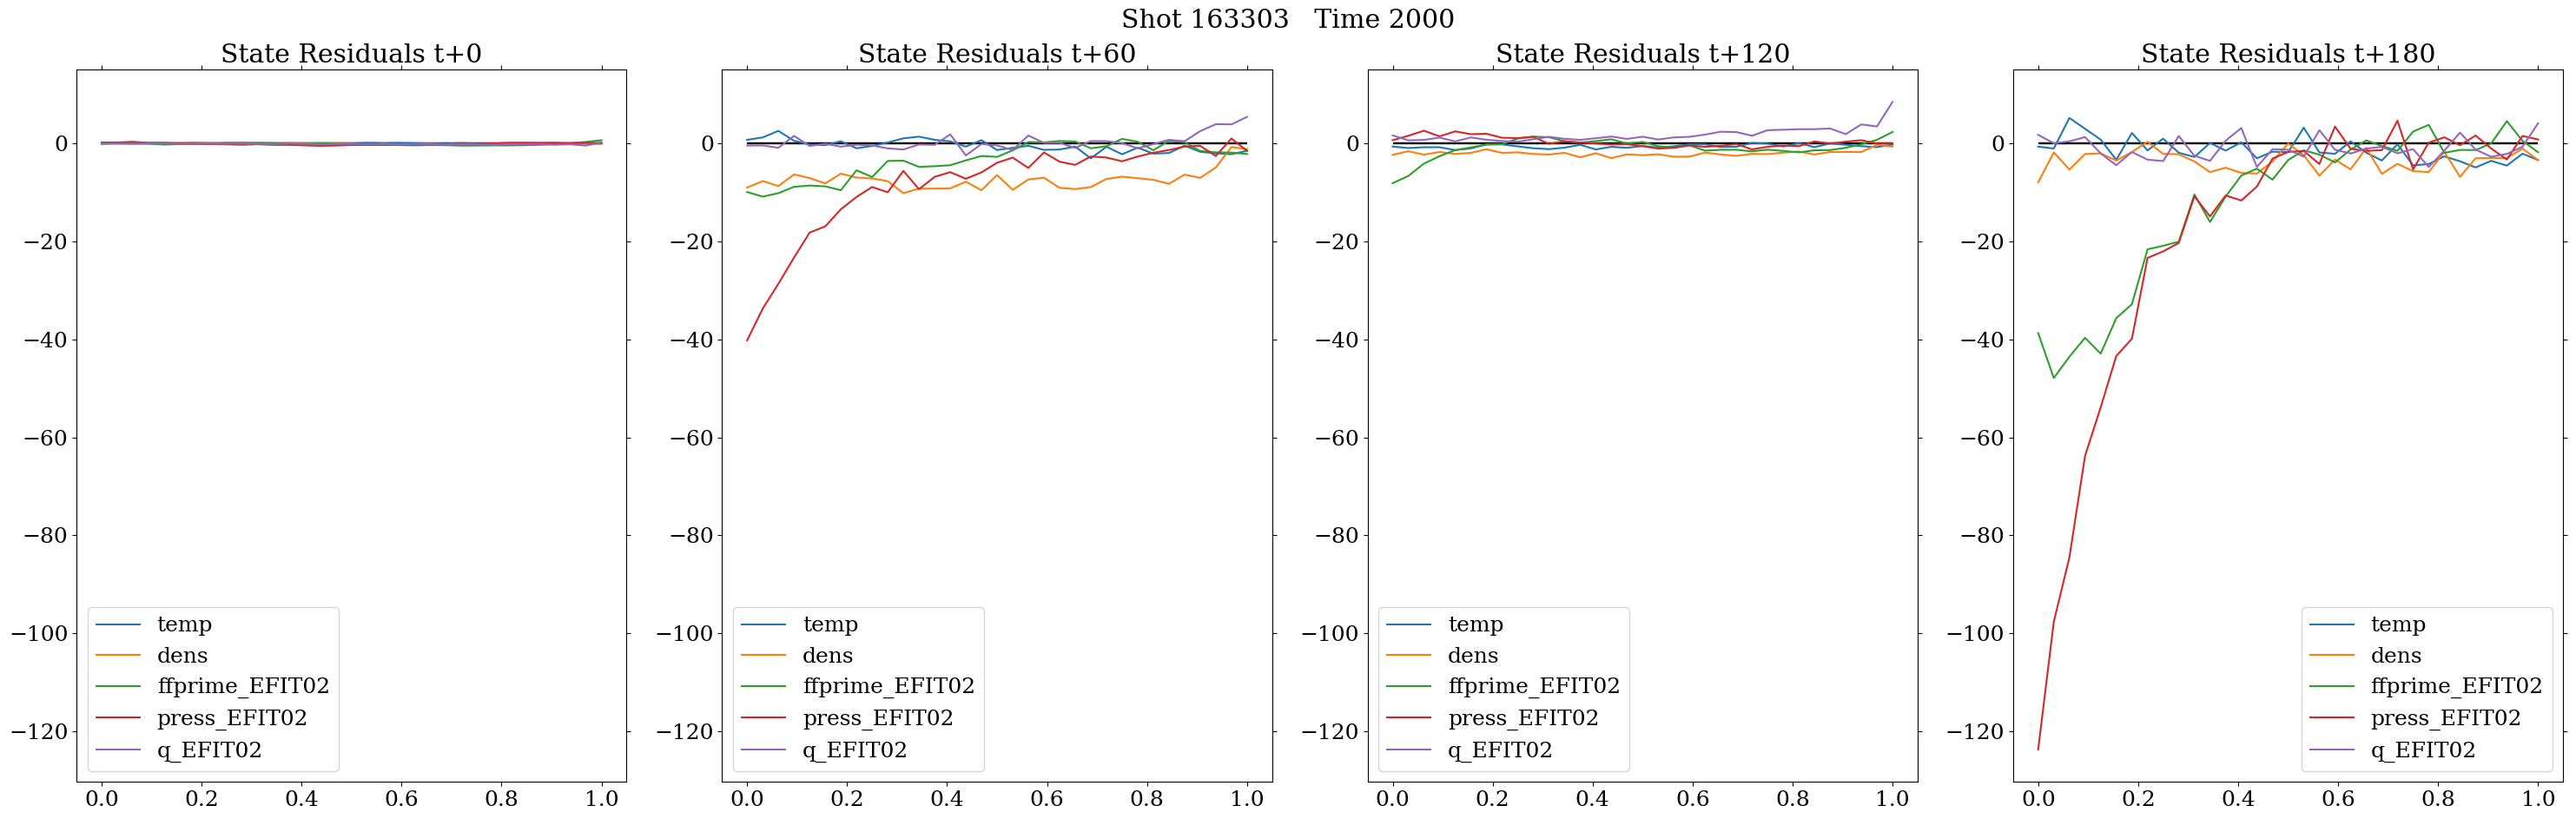 Shot 163303   Time 2000
State Residuals t+0
0
−20
−40
−60
−80
−100
−120
0.0 0.2 0.4 0.6 0.8 1.0
temp
dens
ffprime_EFIT02
press_EFIT02
q_EFIT02
State Residuals t+60
0
−20
−40
−60
−80
−100
−120
0.0 0.2 0.4 0.6 0.8 1.0
temp
dens
ffprime_EFIT02
press_EFIT02
q_EFIT02
State Residuals t+120
0
−20
−40
−60
−80
−100
−120
0.0 0.2 0.4 0.6 0.8 1.0
temp
dens
ffprime_EFIT02
press_EFIT02
q_EFIT02
State Residuals t+180
0
−20
−40
−60
−80
−100
−120
0.0 0.2 0.4 0.6 0.8 1.0
temp
dens
ffprime_EFIT02
press_EFIT02
q_EFIT02